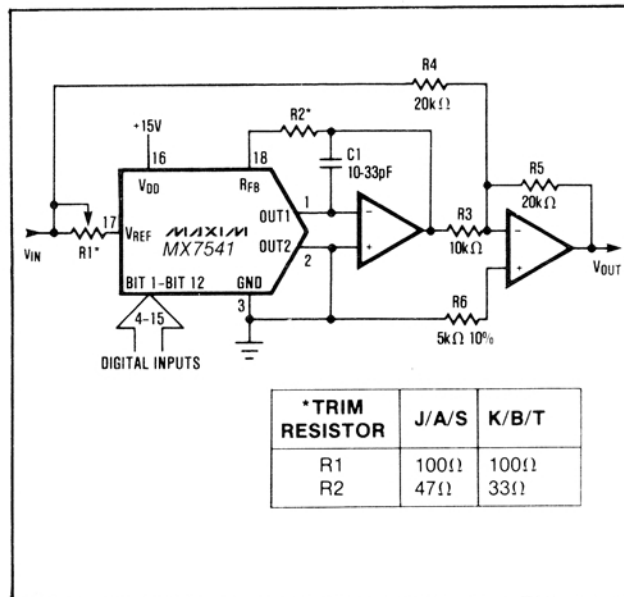 R4
20kΩ
R2*
+15V
16
18
C1
10-33pF
R5
20kΩ
VDD
RFB
1
OUT1
−
17
VREF
MAXIM
MX7541
OUT2
2
+
R3
10kΩ
−
+
VIN
R1*
VOUT
BIT 1-BIT 12
GND
3
R6
5kΩ 10%
4-15
DIGITAL INPUTS
*TRIM RESISTOR J/A/S K/B/T
R1 100Ω 100Ω
R2 47Ω 33Ω